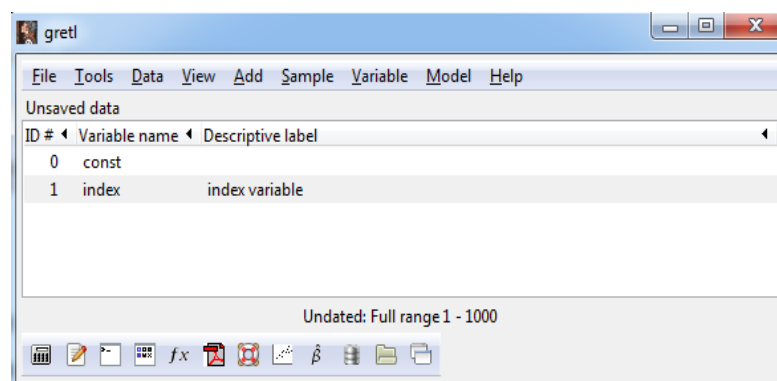 gretl
File Tools Data View Add Sample Variable Model Help
Unsaved data
ID # Variable name Descriptive label
0 const
1 index index variable
Undated: Full range 1 - 1000
fx β̂